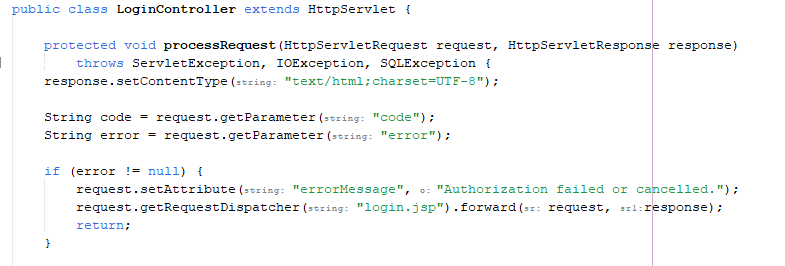 public class LoginController extends HttpServlet {
protected void processRequest(HttpServletRequest request, HttpServletResponse response)
throws ServletException, IOException, SQLException {
response.setContentType(string: "text/html;charset=UTF-8");
String code = request.getParameter(string: "code");
String error = request.getParameter(string: "error");
if (error != null) {
request.setAttribute(string: "errorMessage", o: "Authorization failed or cancelled.");
request.getRequestDispatcher(string: "login.jsp").forward(sr: request, sr1:response);
return;
}